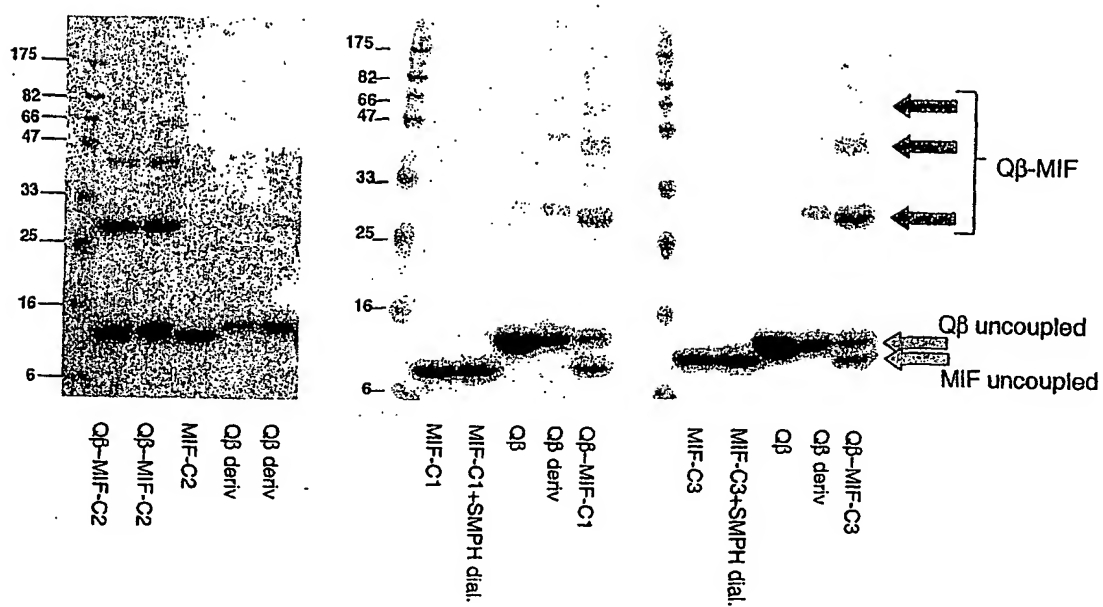 175
82
66
47
33
25
16
6
Qβ–MIF-C2
Qβ–MIF-C2
MIF-C2
Qβ deriv
Qβ deriv
175
82
66
47
33
25
16
6
MIF-C1
MIF-C1+SMPH dial.
Qβ
Qβ deriv
Qβ–MIF-C1
MIF-C3
MIF-C3+SMPH dial.
Qβ
Qβ deriv
Qβ–MIF-C3
Qβ-MIF
Qβ uncoupled
MIF uncoupled